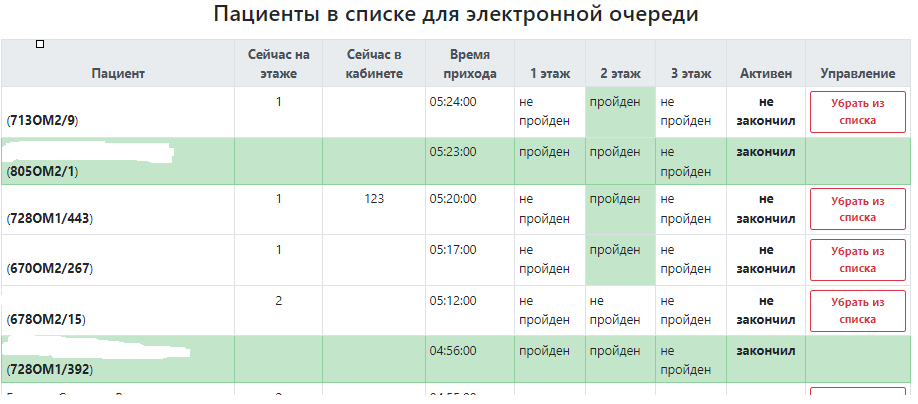 Пациенты в списке для электронной очереди
Пациент Сейчас на этаже Сейчас в кабинете Время прихода 1 этаж 2 этаж 3 этаж Активен Управление
(713ОМ2/9) 1 05:24:00 не пройден пройден не пройден не закончил Убрать из списка
(805ОМ2/1) 05:23:00 пройден пройден не пройден закончил
(728ОМ1/443) 1 123 05:20:00 не пройден пройден не пройден не закончил Убрать из списка
(670ОМ2/267) 1 05:17:00 не пройден пройден не пройден не закончил Убрать из списка
(678ОМ2/15) 2 05:12:00 не пройден не пройден не пройден не закончил Убрать из списка
(728ОМ1/392) 04:56:00 пройден пройден не пройден закончил